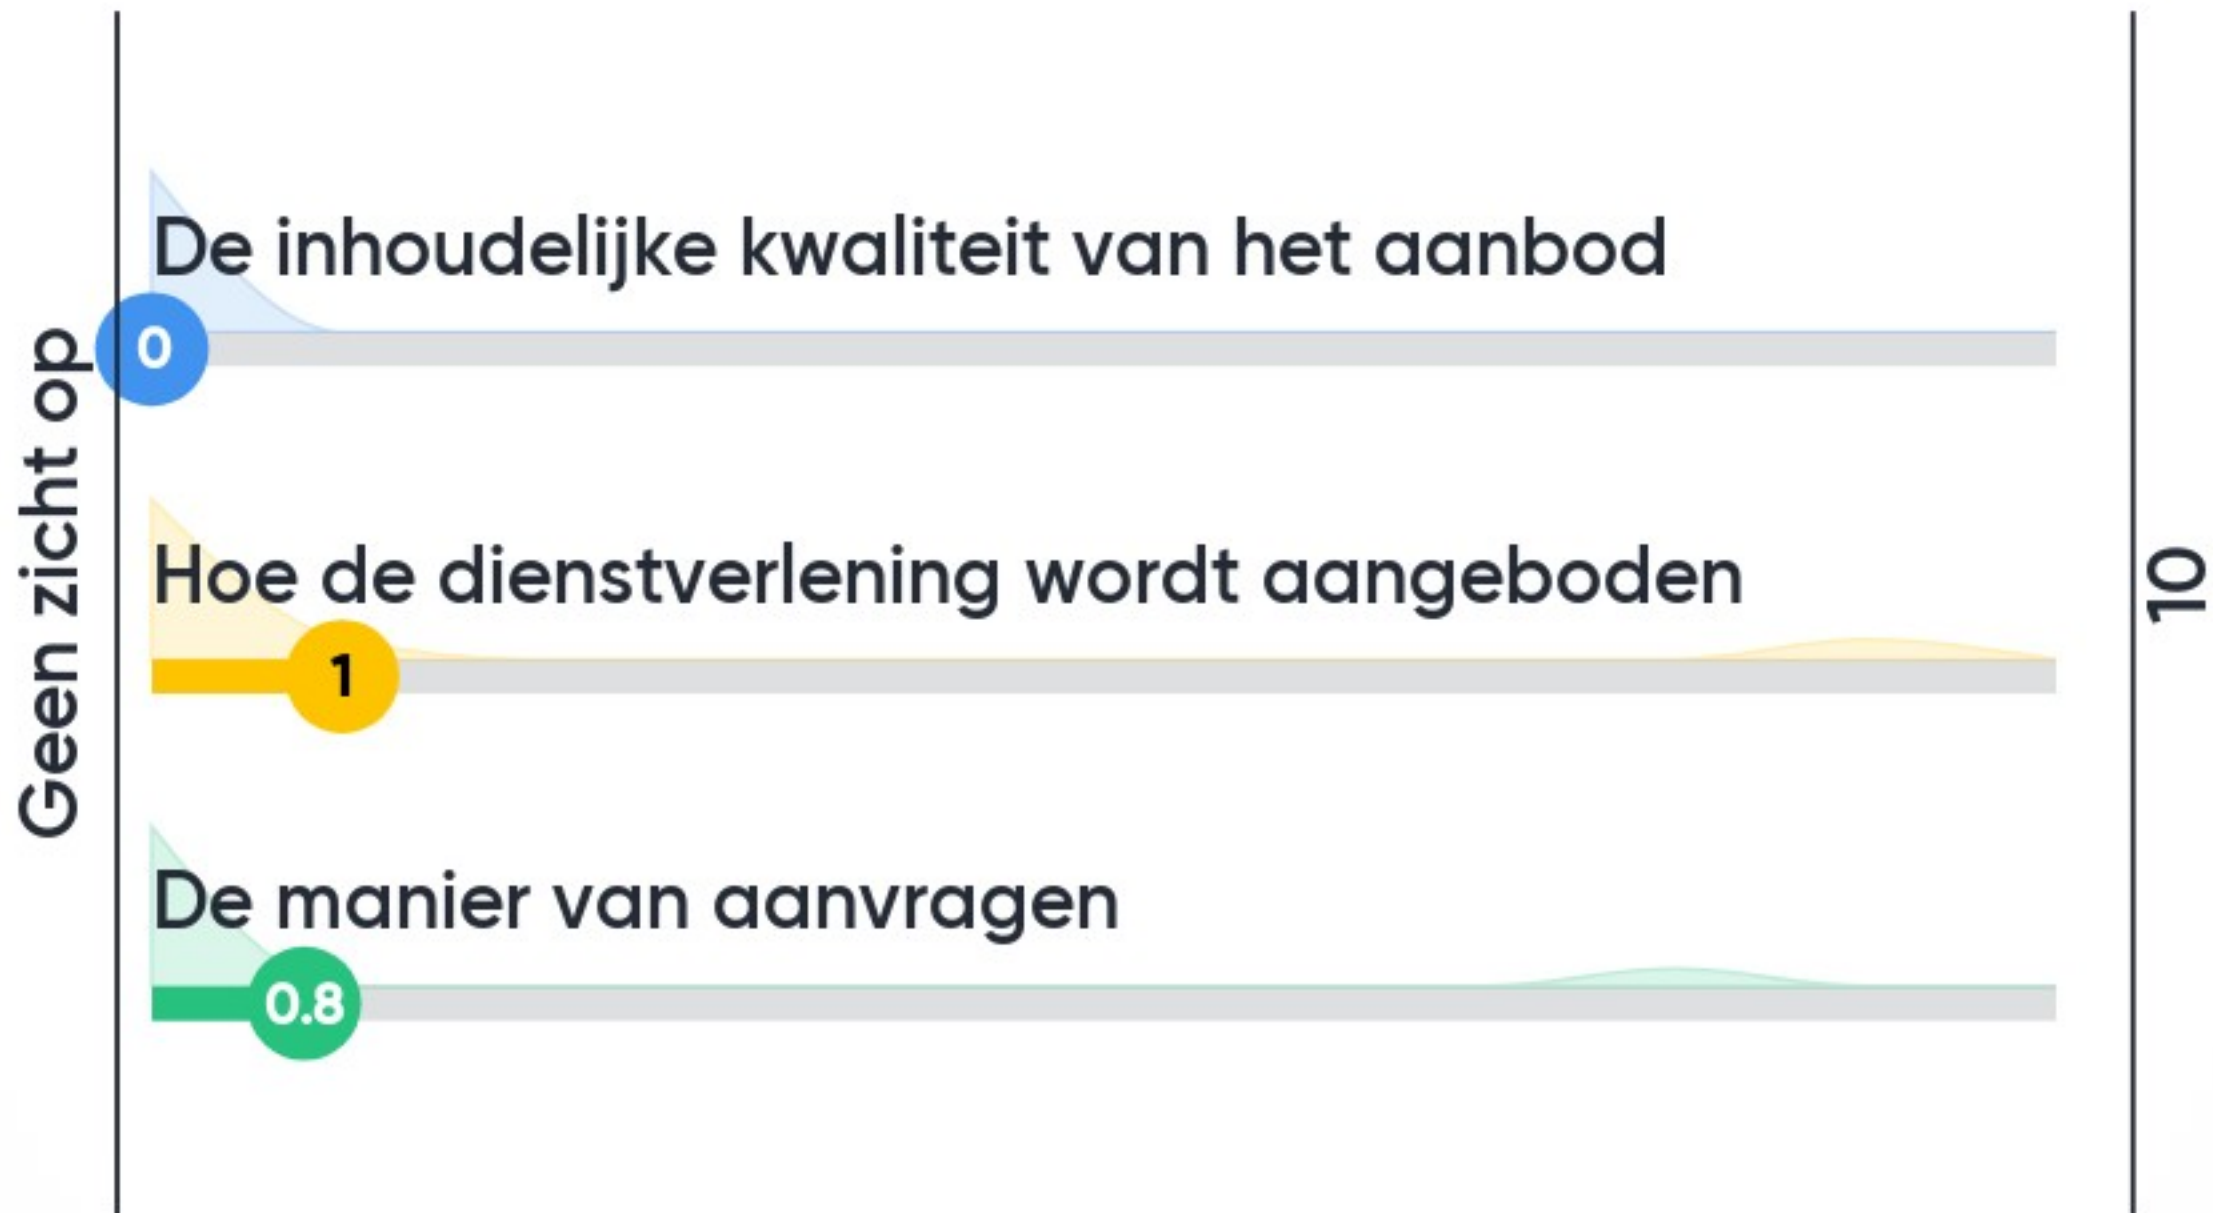 De inhoudelijke kwaliteit van het aanbod
0
Geen zicht op
Hoe de dienstverlening wordt aangeboden
1
10
De manier van aanvragen
0.8